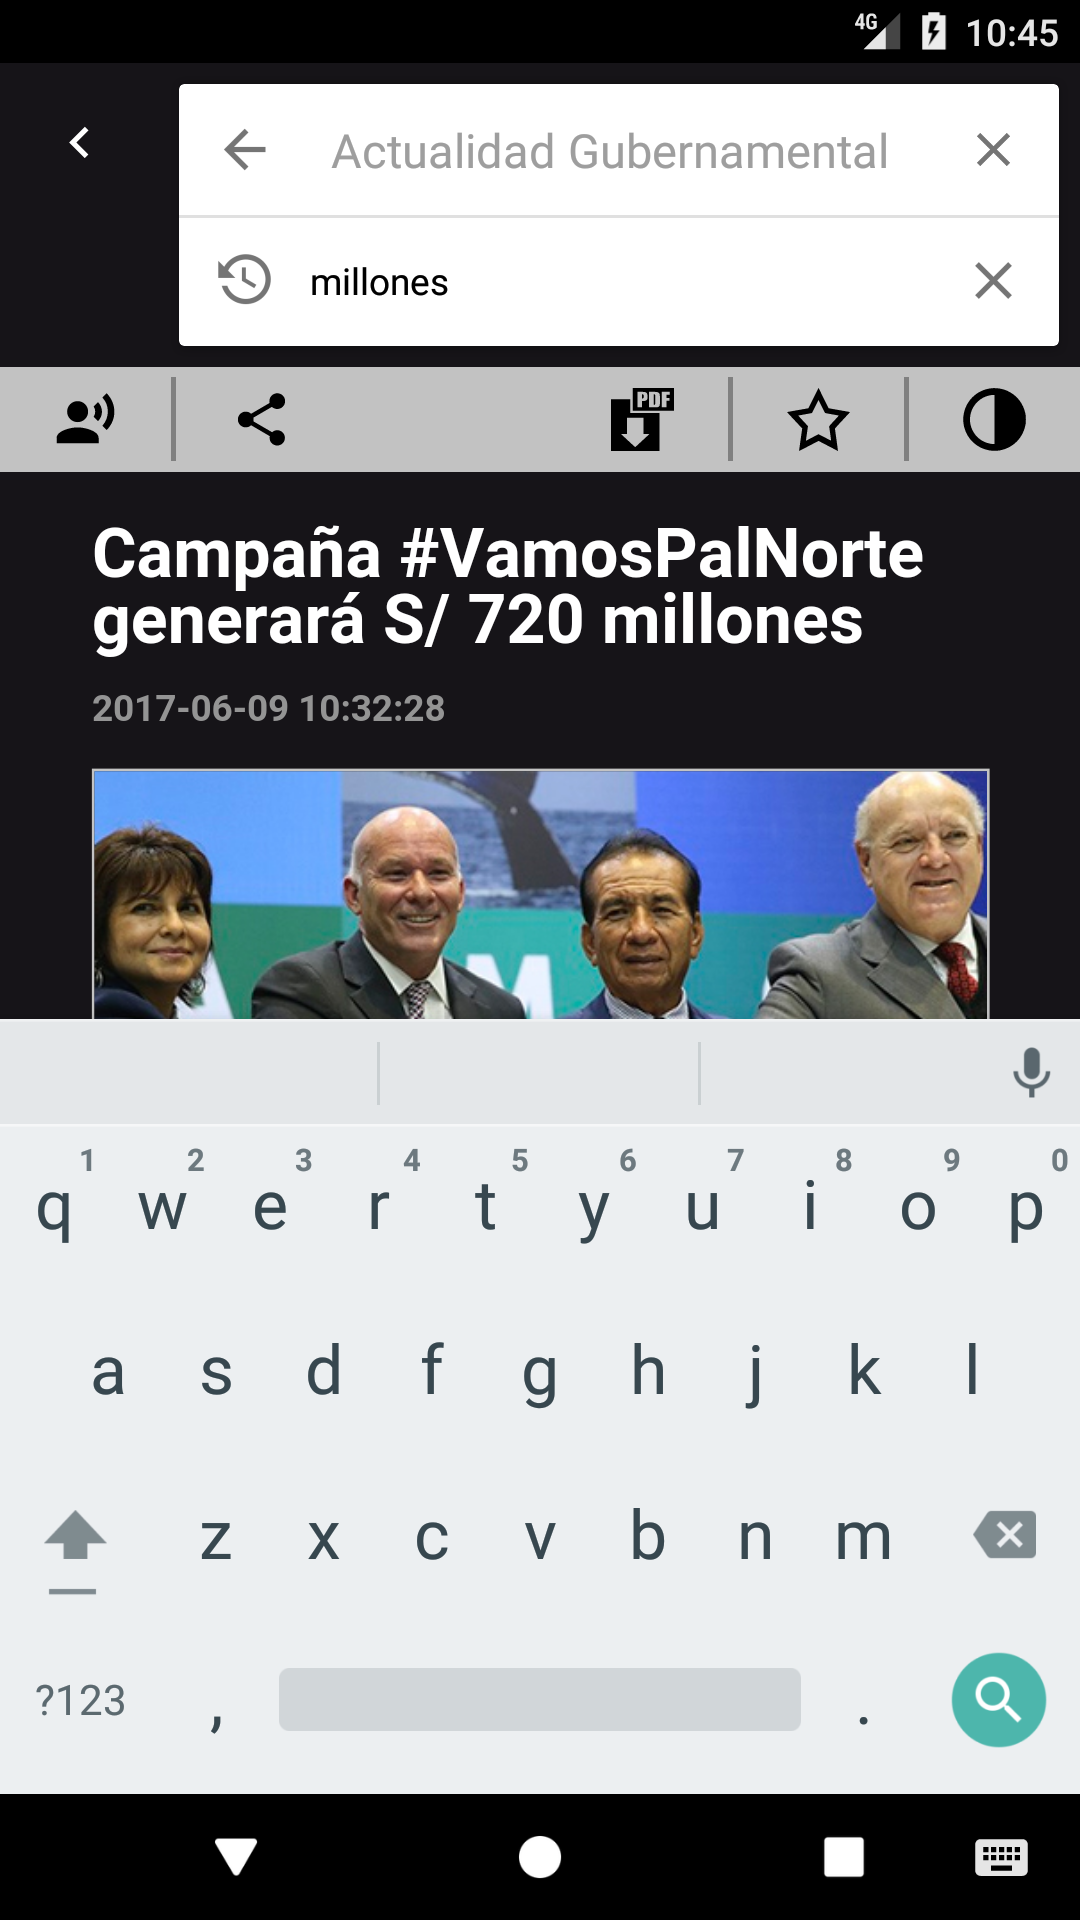 4G 10:45
Actualidad Gubernamental
millones
PDF
Campaña #VamosPalNorte
generará S/ 720 millones
2017-06-09 10:32:28
A M
1 2 3 4 5 6 7 8 9 0
q w e r t y u i o p
a s d f g h j k l
z x c v b n m
?123 , .